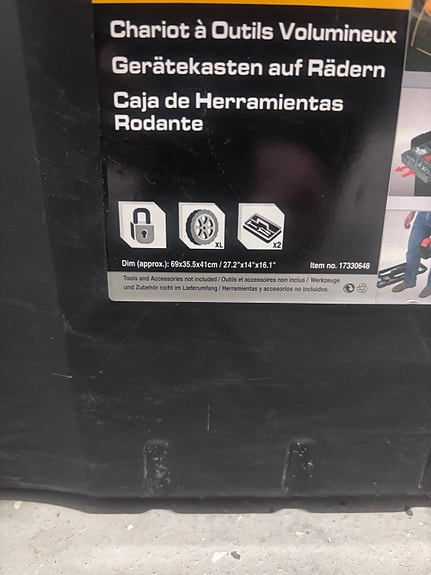 Chariot à Outils Volumineux
Gerätekasten auf Rädern
Caja de Herramientas
Rodante
XL
X2
Dim (approx.): 69x35.5x41cm / 27.2"x14"x16.1"
Item no. 17330648
Tools and Accessories not included / Outils et accessoires non inclus / Werkzeuge
und Zubehör nicht im Lieferumfang / Herramientas y accesorios no incluidos.